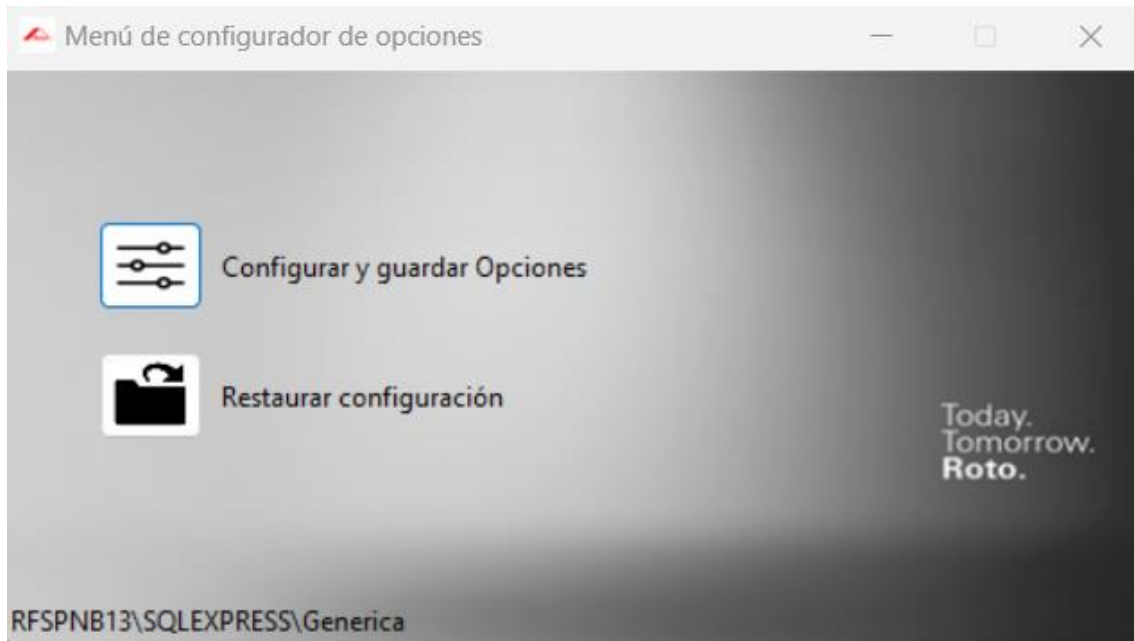 Menú de configurador de opciones
Configurar y guardar Opciones
Restaurar configuración
Today.
Tomorrow.
Roto.
RFSPNB13\SQLEXPRESS\Generica